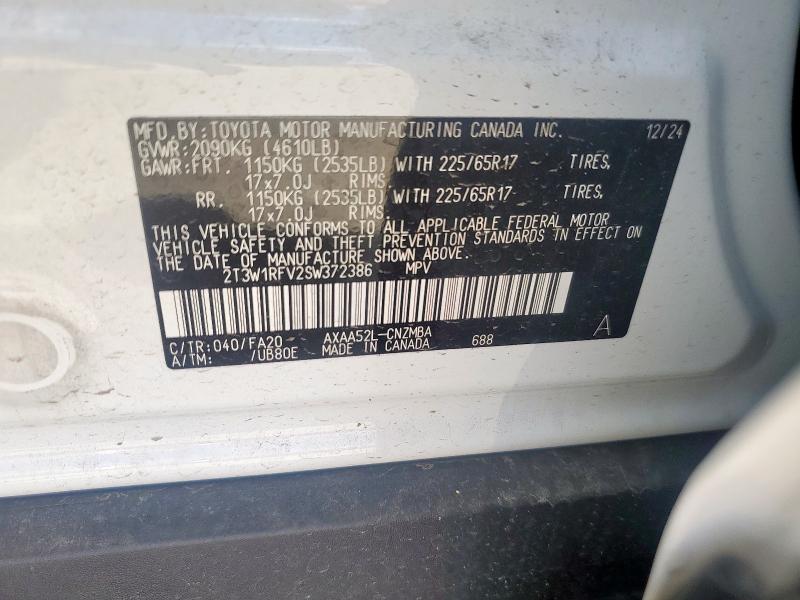 MFD.BY:TOYOTA MOTOR MANUFACTURING CANADA INC. 12/24
GVWR:2090KG (4610LB)
GAWR:FRT. 1150KG (2535LB) WITH 225/65R17 TIRES,
17x7.0J RIMS,
RR. 1150KG (2535LB) WITH 225/65R17 TIRES,
17x7.0J RIMS,
THIS VEHICLE CONFORMS TO ALL APPLICABLE FEDERAL MOTOR
VEHICLE SAFETY AND THEFT PREVENTION STANDARDS IN EFFECT ON
THE DATE OF MANUFACTURE SHOWN ABOVE.
2T3W1RFV2SW372386 MPV
C/TR:040/FA20 AXAA52L-CNZMBA A
A/TM: /UB80E MADE IN CANADA 688